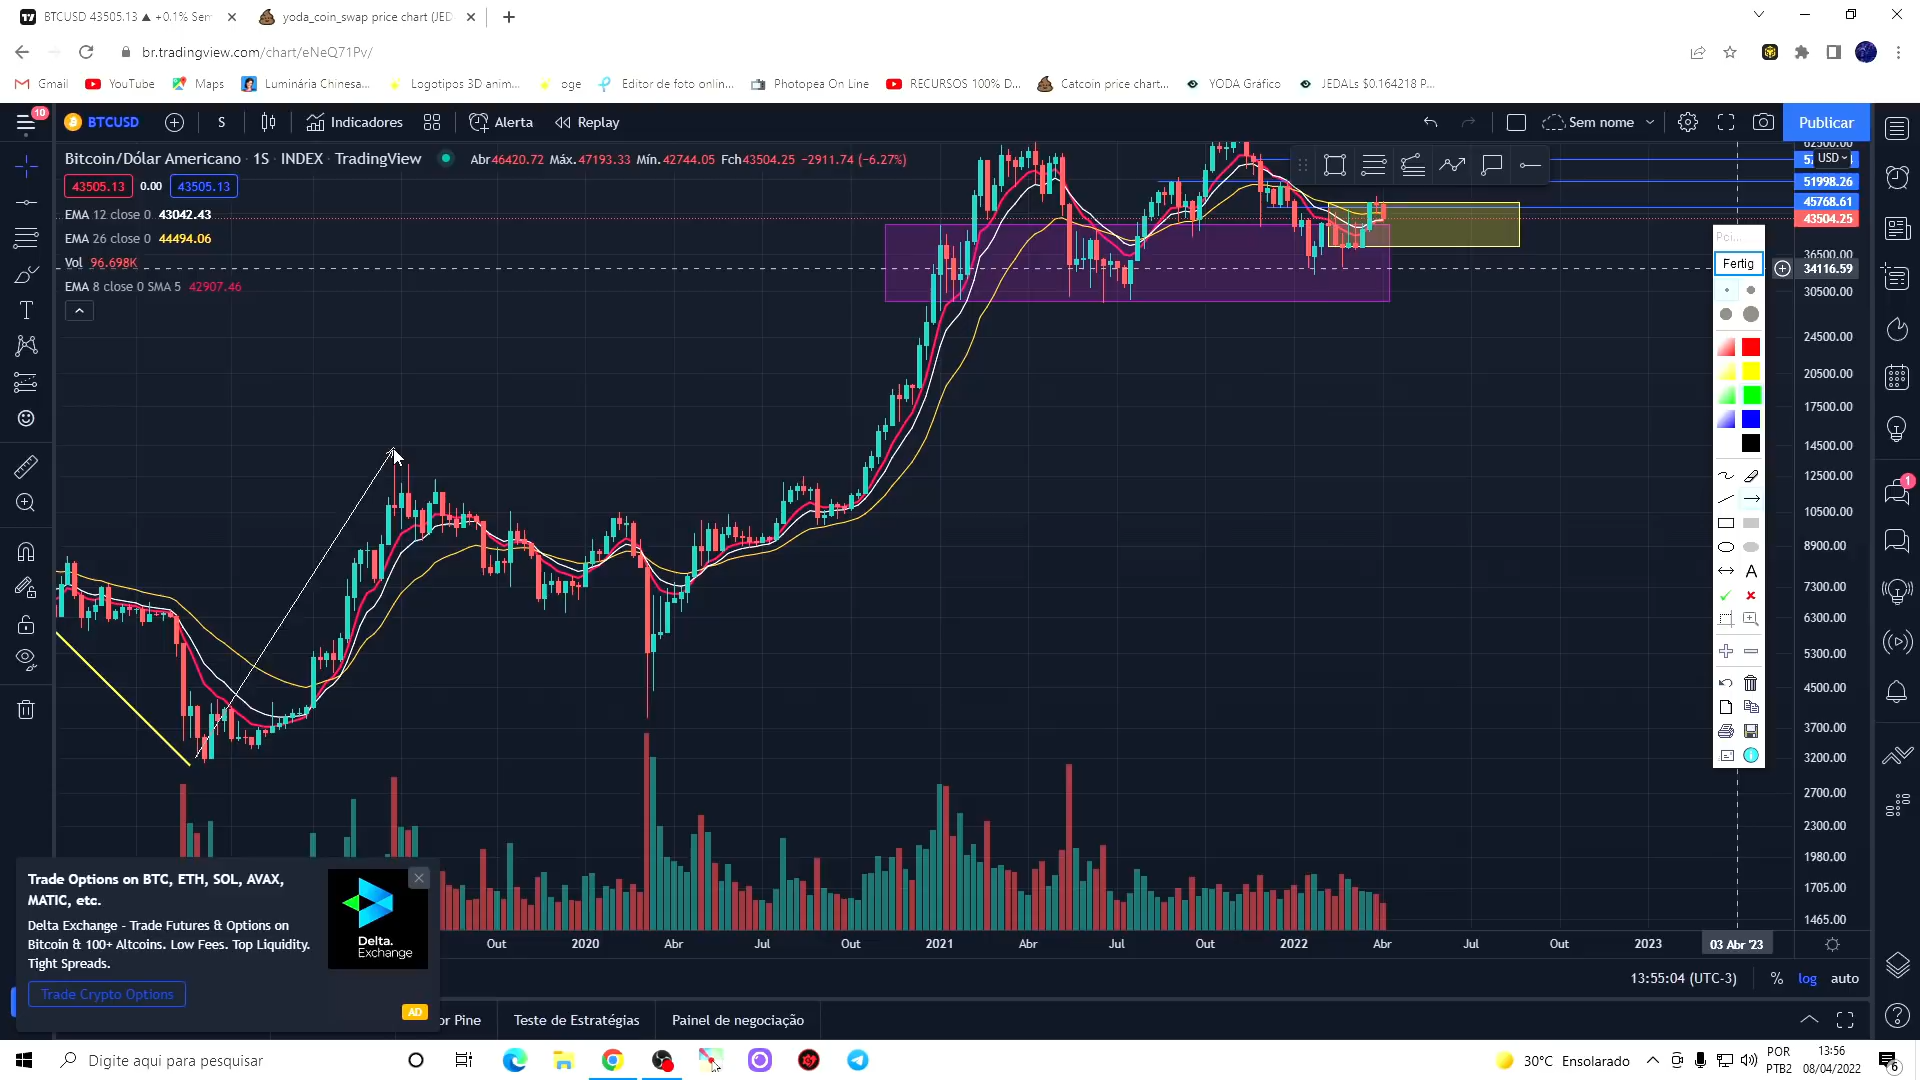 BTCUSD 43505.13 ▲ +0.1% Sem
yoda_coin_swap price chart (JED
br.tradingview.com/chart/eNeQ71Pv/
Gmail
YouTube
Maps
Luminária Chinesa...
Logotipos 3D anim...
oge
Editor de foto onlin...
Photopea On Line
RECURSOS 100% D...
Catcoin price chart...
YODA Gráfico
JEDALs $0.164218 P...
10
BTCUSD
S
Indicadores
Alerta
Replay
Sem nome
Publicar
Bitcoin/Dólar Americano · 1S · INDEX · TradingView
Abr46420.72 Máx.47193.33 Mín.42744.05 Fch43504.25 −2911.74 (−6.27%)
43505.13 0.00 43505.13
EMA 12 close 0 43042.43
EMA 26 close 0 44494.06
Vol 96.698K
EMA 8 close 0 SMA 5 42907.46
USD
51998.26
45768.61
43504.25
36500.00
34116.59
30500.00
24500.00
20500.00
17500.00
14500.00
12500.00
10500.00
8900.00
7300.00
6300.00
5300.00
4500.00
3700.00
3200.00
2700.00
2300.00
1980.00
1705.00
1465.00
Fertig
A
1
Trade Options on BTC, ETH, SOL, AVAX,
MATIC, etc.
Delta Exchange - Trade Futures & Options on
Bitcoin & 100+ Altcoins. Low Fees. Top Liquidity.
Tight Spreads.
Trade Crypto Options
Delta.
Exchange
AD
Out 2020 Abr Jul Out 2021 Abr Jul Out 2022 Abr Jul Out 2023 03 Abr '23
13:55:04 (UTC-3) % log auto
or Pine
Teste de Estratégias
Painel de negociação
Digite aqui para pesquisar
30°C Ensolarado
POR
PTB2
13:56
08/04/2022
6